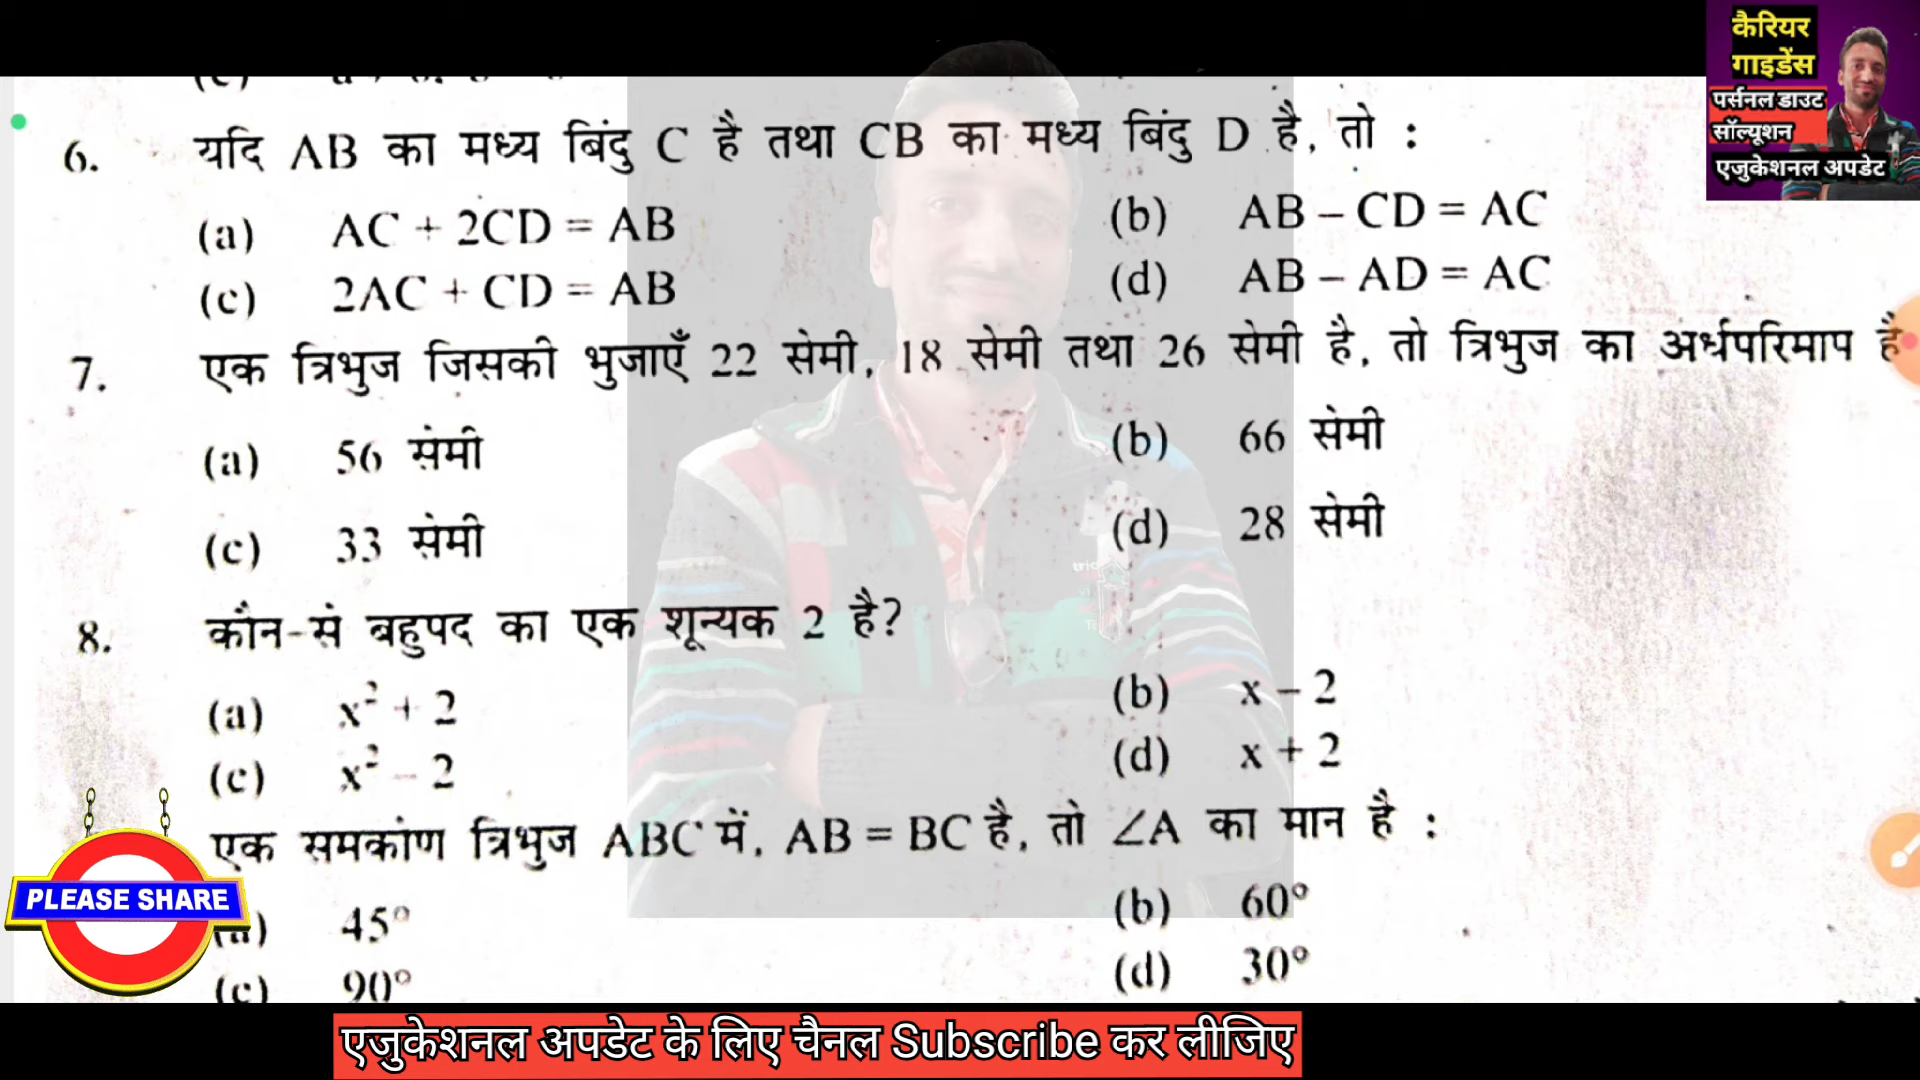 कैरियर
गाइडेंस
पर्सनल डाउट
सॉल्यूशन
एजुकेशनल अपडेट
6. यदि AB का मध्य बिंदु C है तथा CB का मध्य बिंदु D है, तो :
(a) AC + 2CD = AB (b) AB – CD = AC
(c) 2AC + CD = AB (d) AB – AD = AC
7. एक त्रिभुज जिसकी भुजाएँ 22 सेमी, 18 सेमी तथा 26 सेमी है, तो त्रिभुज का अर्धपरिमाप है
(a) 56 सेमी (b) 66 सेमी
(c) 33 सेमी (d) 28 सेमी
8. कौन-से बहुपद का एक शून्यक 2 है?
(a) x² + 2 (b) x – 2
(c) x² – 2 (d) x + 2
एक समकोण त्रिभुज ABC में, AB = BC है, तो ∠A का मान है :
(a) 45° (b) 60°
(c) 90° (d) 30°
PLEASE SHARE
एजुकेशनल अपडेट के लिए चैनल Subscribe कर लीजिए